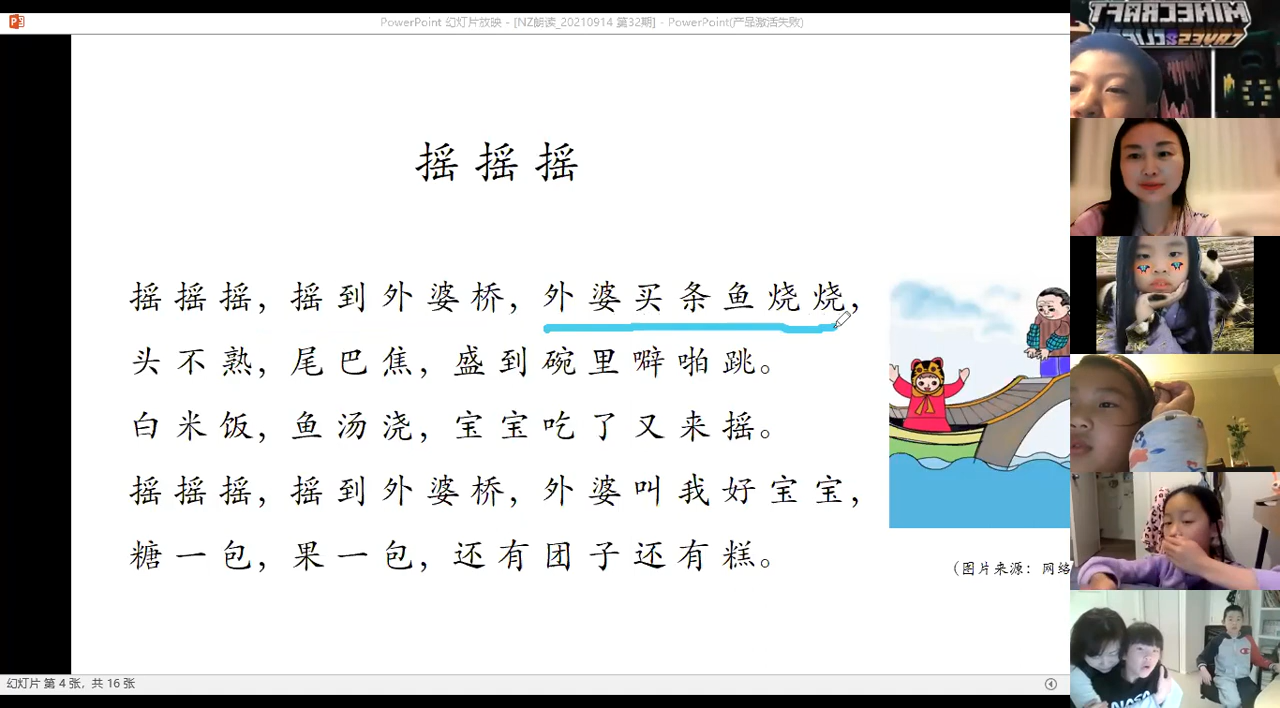 PowerPoint 幻灯片放映 - [NZ朗读_20210914 第32期] - PowerPoint(产品激活失败)
摇摇摇
摇摇摇，摇到外婆桥，外婆买条鱼烧烧，
头不熟，尾巴焦，盛到碗里噼啪跳。
白米饭，鱼汤浇，宝宝吃了又来摇。
摇摇摇，摇到外婆桥，外婆叫我好宝宝，
糖一包，果一包，还有团子还有糕。
（图片来源：网络
幻灯片 第 4 张，共 16 张
MINECRAFT
CAVES & CLIF
NASA